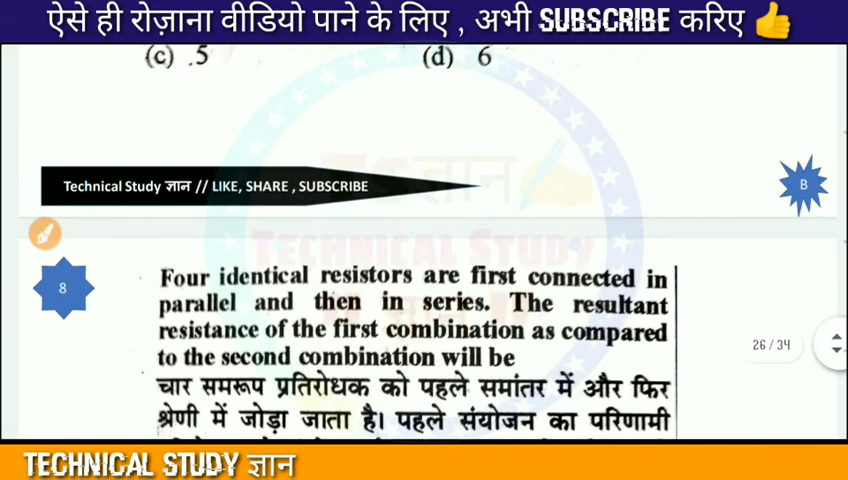 ऐसे ही रोज़ाना वीडियो पाने के लिए , अभी SUBSCRIBE करिए
(c) .5 (d) 6
Technical Study ज्ञान // LIKE, SHARE , SUBSCRIBE
B
TECHNICAL STUDY
8
Four identical resistors are first connected in
parallel and then in series. The resultant
resistance of the first combination as compared
to the second combination will be
26 / 34
चार समरूप प्रतिरोधक को पहले समांतर में और फिर
श्रेणी में जोड़ा जाता है। पहले संयोजन का परिणामी
TECHNICAL STUDY ज्ञान